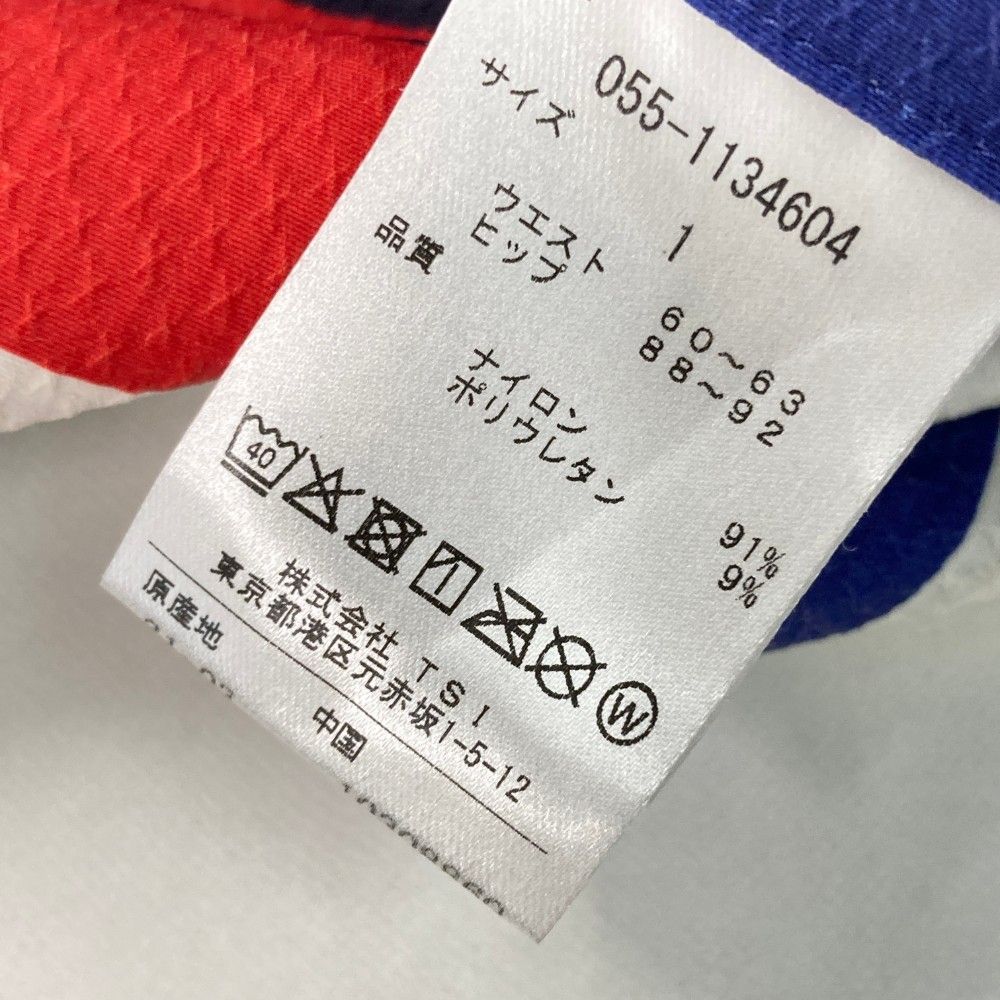 055-1134604
サイズ 1
ウエスト 60～63
ヒップ 88～92
品質
ナイロン 91%
ポリウレタン 9%
40
W
株式会社 TSI
東京都港区元赤坂1-5-12
原産地 中国